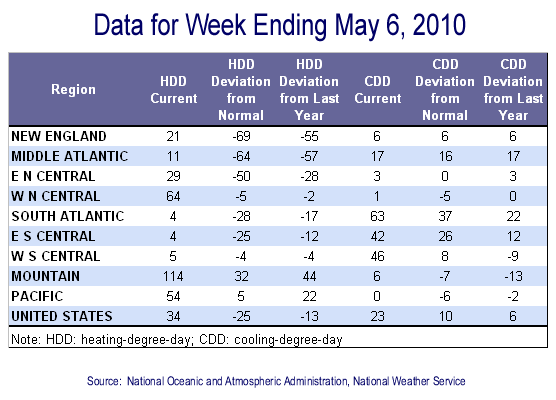 Data for Week Ending May 6, 2010
Region HDD Current HDD Deviation from Normal HDD Deviation from Last Year CDD Current CDD Deviation from Normal CDD Deviation from Last Year
NEW ENGLAND 21 -69 -55 6 6 6
MIDDLE ATLANTIC 11 -64 -57 17 16 17
E N CENTRAL 29 -50 -28 3 0 3
W N CENTRAL 64 -5 -2 1 -5 0
SOUTH ATLANTIC 4 -28 -17 63 37 22
E S CENTRAL 4 -25 -12 42 26 12
W S CENTRAL 5 -4 -4 46 8 -9
MOUNTAIN 114 32 44 6 -7 -13
PACIFIC 54 5 22 0 -6 -2
UNITED STATES 34 -25 -13 23 10 6
Note: HDD: heating-degree-day; CDD: cooling-degree-day
Source: National Oceanic and Atmospheric Administration, National Weather Service